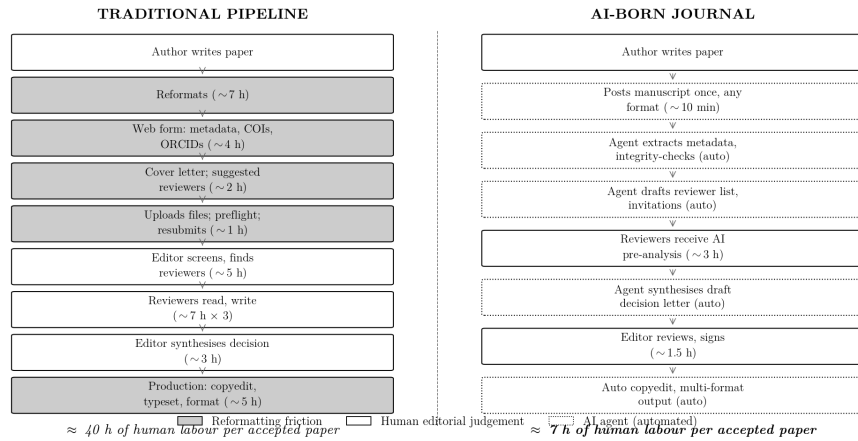 TRADITIONAL PIPELINE
Author writes paper
Reformats (∼7 h)
Web form: metadata, COIs,
ORCIDs (∼4 h)
Cover letter; suggested
reviewers (∼2 h)
Uploads files; preflight;
resubmits (∼1 h)
Editor screens, finds
reviewers (∼5 h)
Reviewers read, write
(∼7 h × 3)
Editor synthesises decision
(∼3 h)
Production: copyedit,
typeset, format (∼5 h)
≈ 40 h of human labour per accepted paper
AI-BORN JOURNAL
Author writes paper
Posts manuscript once, any
format (∼10 min)
Agent extracts metadata,
integrity-checks (auto)
Agent drafts reviewer list,
invitations (auto)
Reviewers receive AI
pre-analysis (∼3 h)
Agent synthesises draft
decision letter (auto)
Editor reviews, signs
(∼1.5 h)
Auto copyedit, multi-format
output (auto)
≈ 7 h of human labour per accepted paper
Reformatting friction
Human editorial judgement
AI agent (automated)